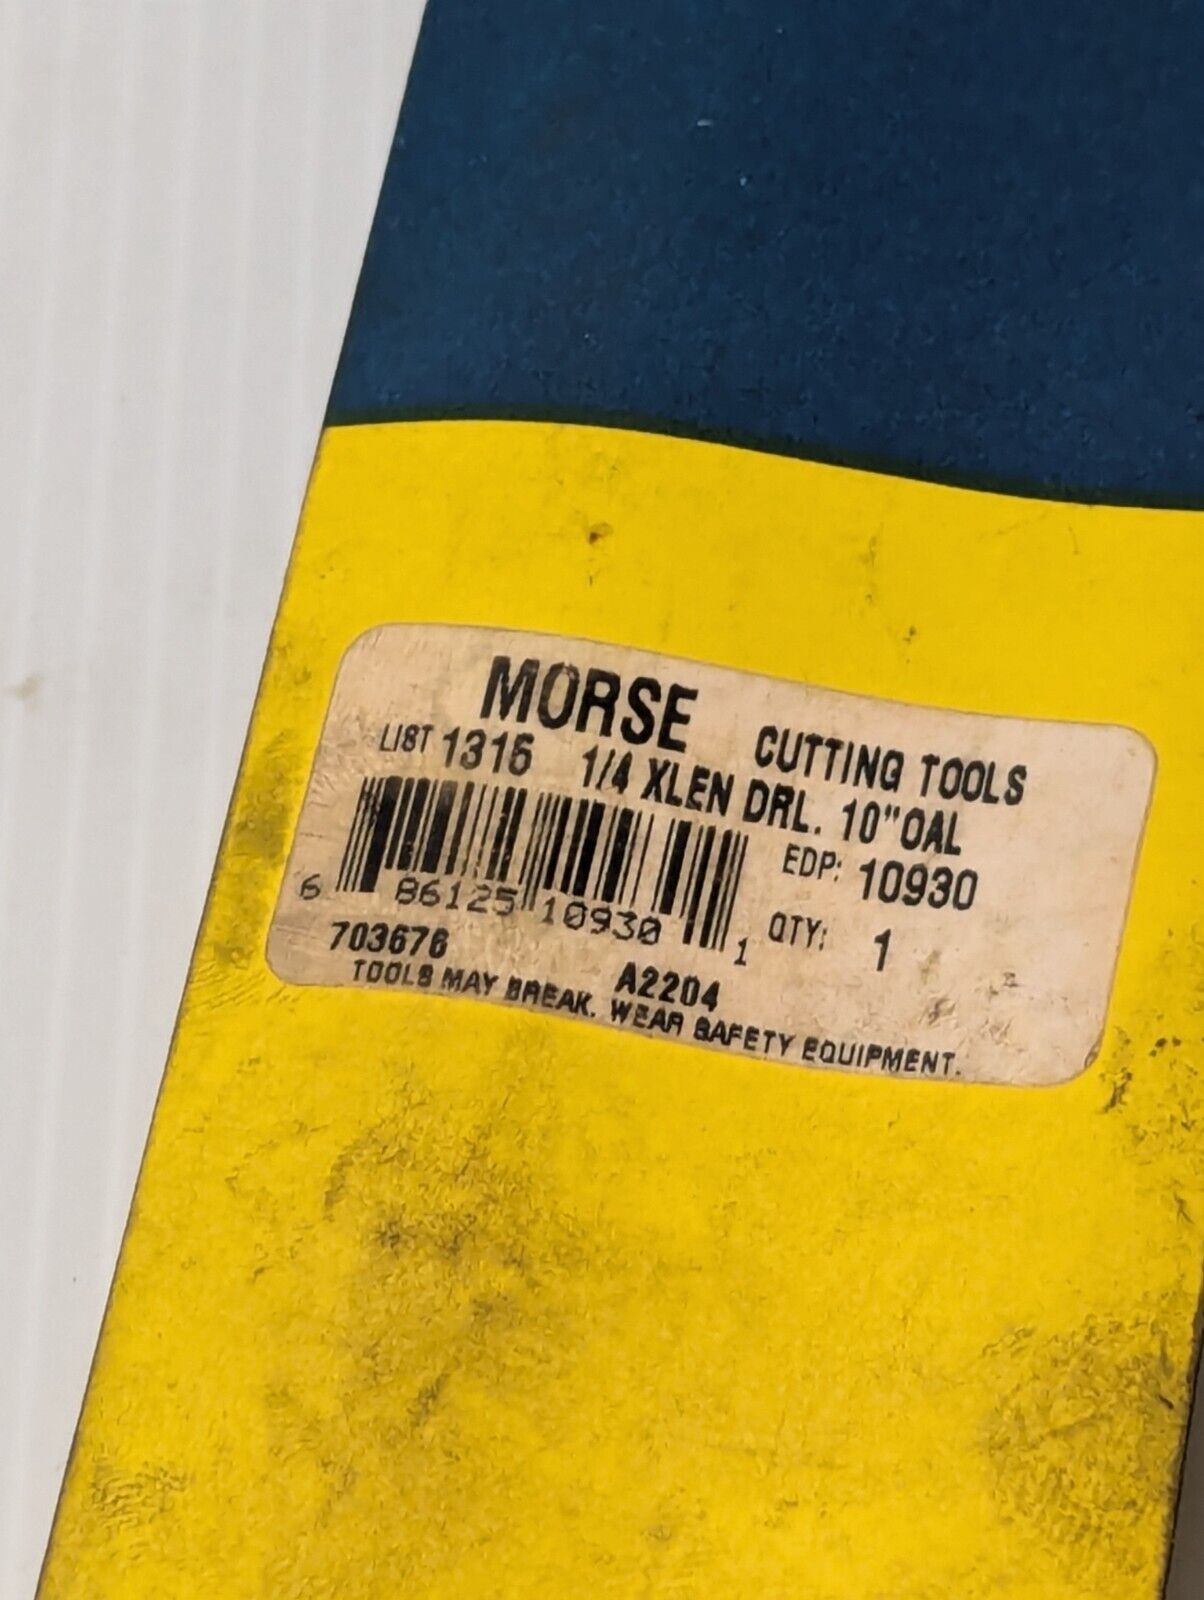 MORSE CUTTING TOOLS
LIST 1315 1/4 XLEN DRL. 10"OAL
EDP: 10930
6 86125 10930 1
QTY: 1
703676 A2204
TOOLS MAY BREAK. WEAR SAFETY EQUIPMENT.